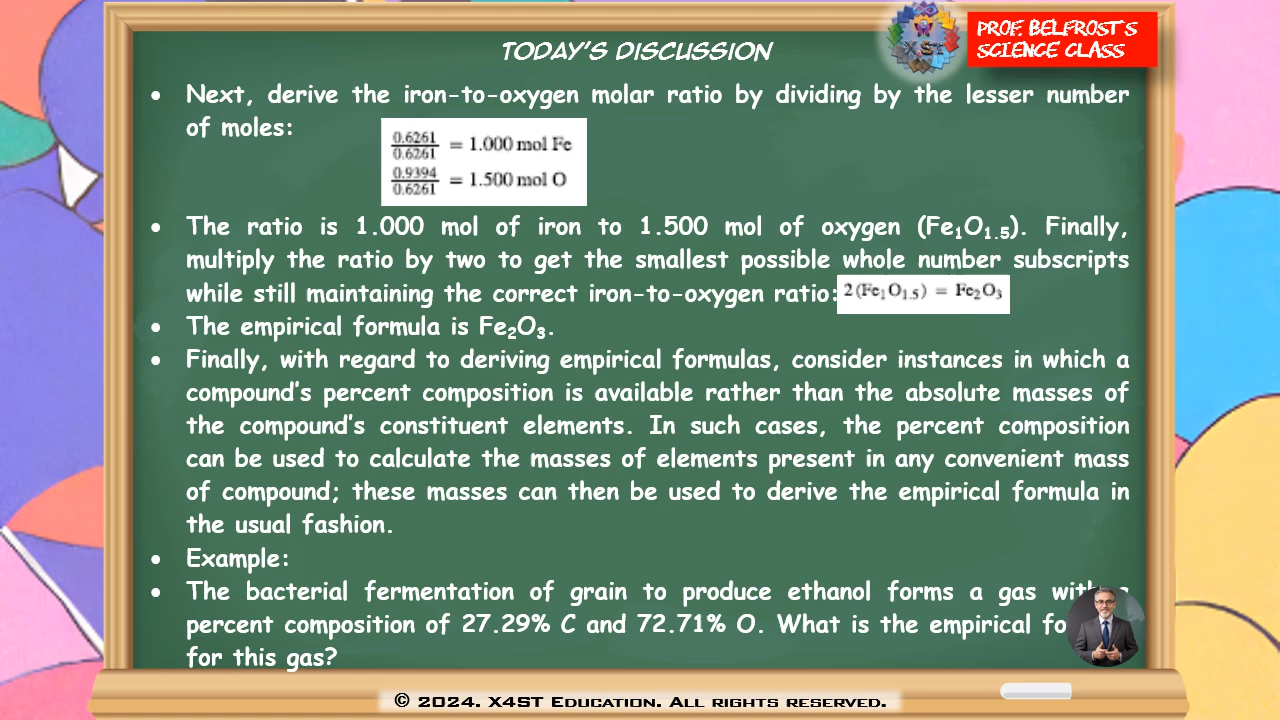 TODAY'S DISCUSSION
X4ST
PROF. BELFROST'S
SCIENCE CLASS
• Next, derive the iron-to-oxygen molar ratio by dividing by the lesser number
of moles:
0.6261/0.6261 = 1.000 mol Fe
0.9394/0.6261 = 1.500 mol O
• The ratio is 1.000 mol of iron to 1.500 mol of oxygen (Fe₁O₁.₅). Finally,
multiply the ratio by two to get the smallest possible whole number subscripts
while still maintaining the correct iron-to-oxygen ratio: 2 (Fe₁O₁.₅) = Fe₂O₃
• The empirical formula is Fe₂O₃.
• Finally, with regard to deriving empirical formulas, consider instances in which a
compound's percent composition is available rather than the absolute masses of
the compound's constituent elements. In such cases, the percent composition
can be used to calculate the masses of elements present in any convenient mass
of compound; these masses can then be used to derive the empirical formula in
the usual fashion.
• Example:
• The bacterial fermentation of grain to produce ethanol forms a gas
percent composition of 27.29% C and 72.71% O. What is the empirical
for this gas?
© 2024. X4ST Education. All rights reserved.